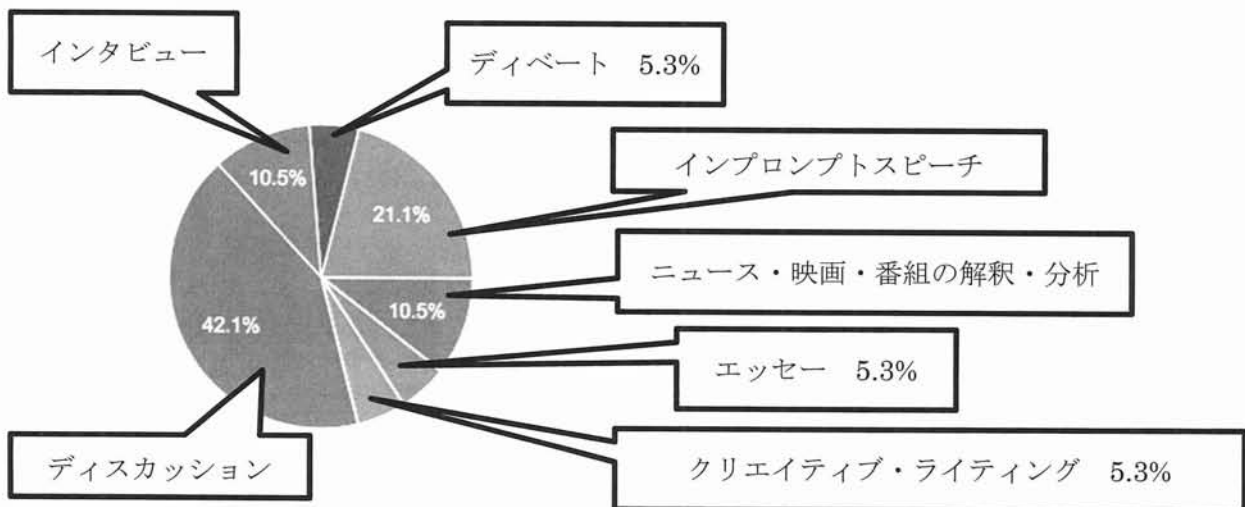 インタビュー
ディベート 5.3%
インプロンプトスピーチ
10.5%
21.1%
ニュース・映画・番組の解釈・分析
10.5%
42.1%
エッセー 5.3%
ディスカッション
クリエイティブ・ライティング 5.3%